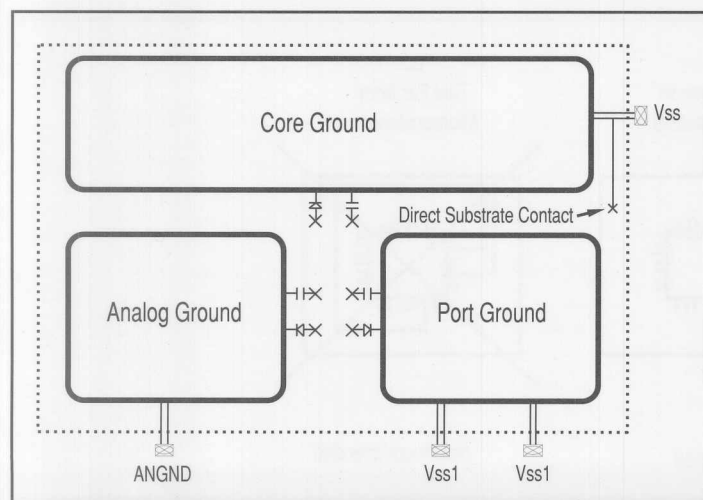 Core Ground
Vss
Direct Substrate Contact
Analog Ground
Port Ground
ANGND
Vss1
Vss1